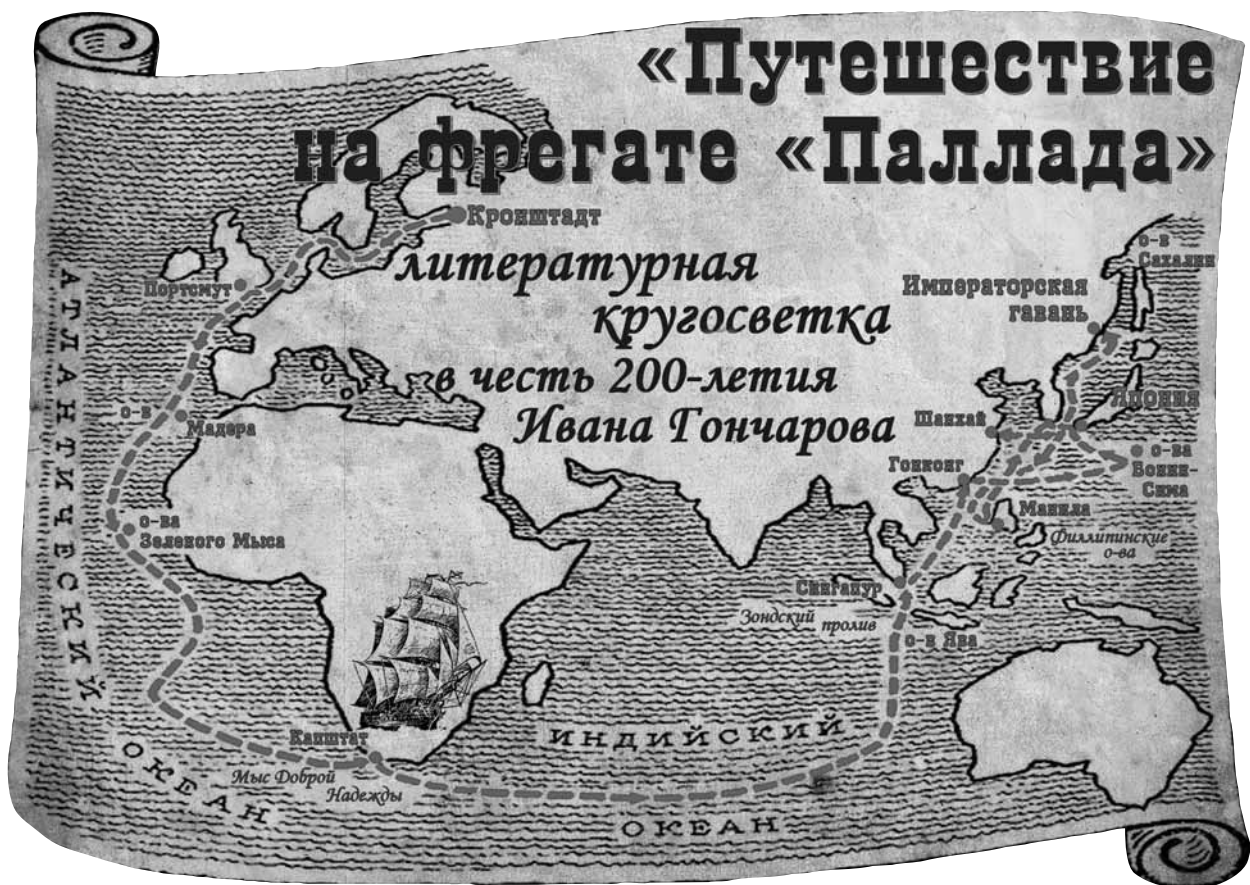 «Путешествие
на фрегате «Паллада»
литературная
кругосветка
в честь 200-летия
Ивана Гончарова
Кронштадт
Портсмут
АТЛАНТИЧЕСКИЙ
ОКЕАН
о-в
Мадера
о-ва
Зеленого Мыса
Капштат
Мыс Доброй
Надежды
ИНДИЙСКИЙ
ОКЕАН
Зондский пролив
о-в Ява
Сингапур
Гонконг
Манила
Филлипинские
о-ва
Шанхай
о-ва
Бонин-
Сима
Япония
Императорская
гавань
о-в
Сахалин